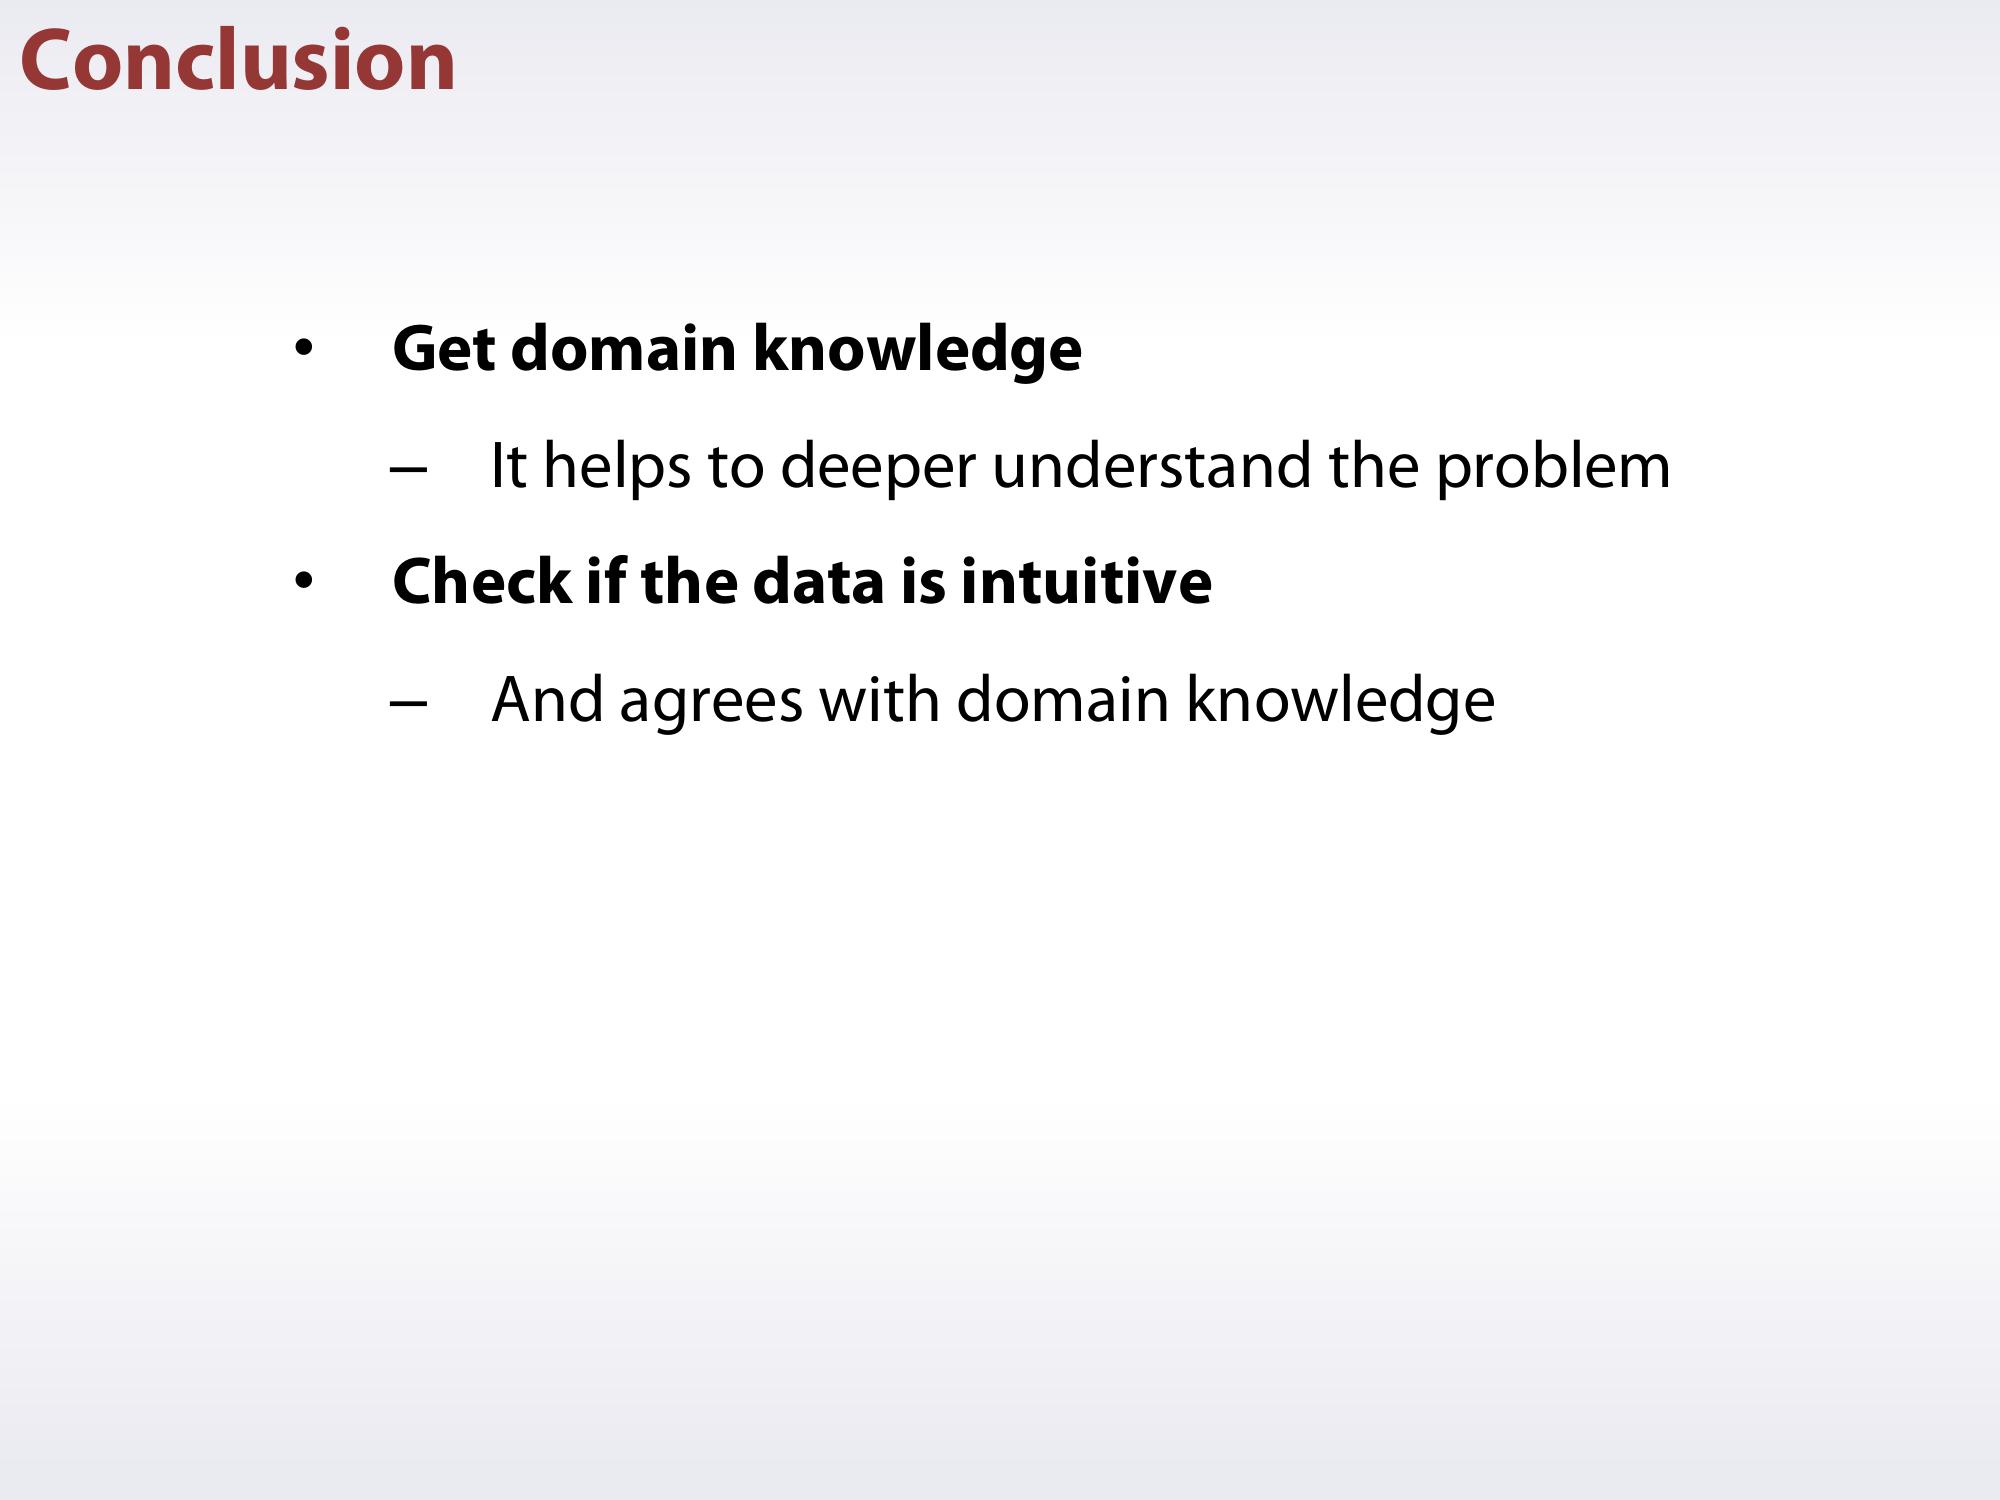 Conclusion
• Get domain knowledge
– It helps to deeper understand the problem
• Check if the data is intuitive
– And agrees with domain knowledge